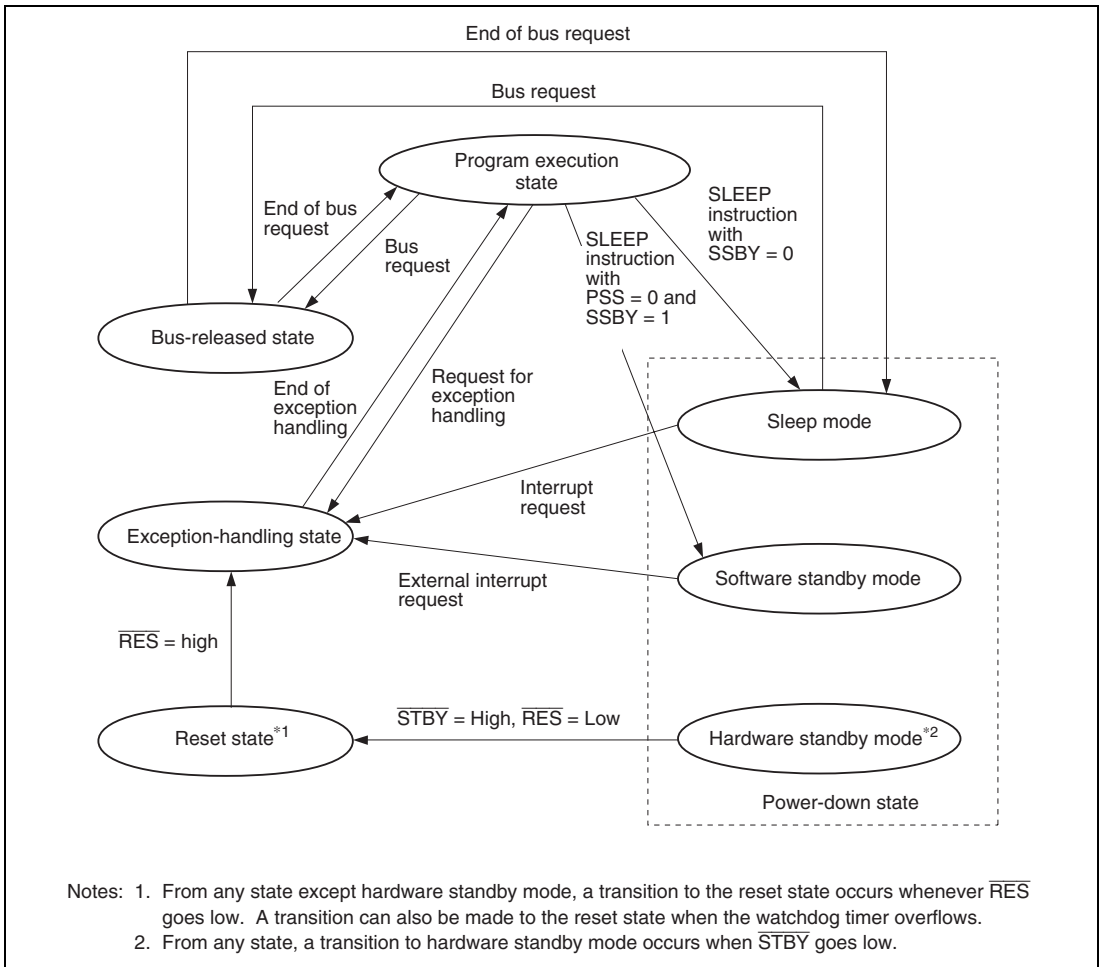 End of bus request
Bus request
Program execution
state
End of bus
request
Bus
request
SLEEP
instruction
with
PSS = 0 and
SSBY = 1
SLEEP
instruction
with
SSBY = 0
Bus-released state
End of
exception
handling
Request for
exception
handling
Sleep mode
Interrupt
request
Exception-handling state
External interrupt
request
Software standby mode
R̅E̅S̅ = high
S̅T̅B̅Y̅ = High, R̅E̅S̅ = Low
Reset state*1
Hardware standby mode*2
Power-down state
Notes: 1. From any state except hardware standby mode, a transition to the reset state occurs whenever R̅E̅S̅
goes low. A transition can also be made to the reset state when the watchdog timer overflows.
2. From any state, a transition to hardware standby mode occurs when S̅T̅B̅Y̅ goes low.